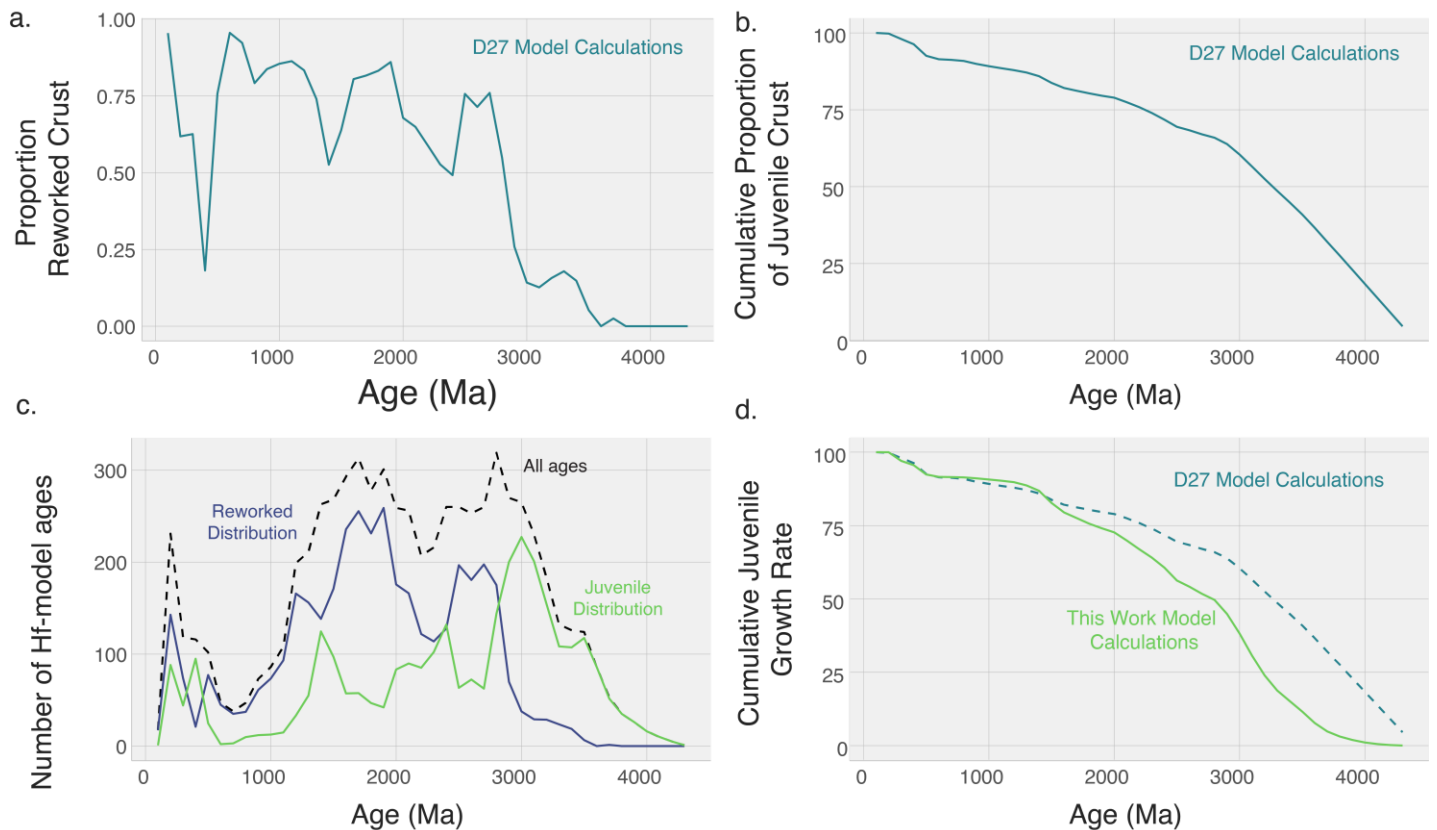 a.
Proportion
Reworked Crust
1.00
0.75
0.50
0.25
0.00
D27 Model Calculations
0
1000
2000
3000
4000
Age (Ma)
b.
Cumulative Proportion
of Juvenile Crust
100
75
50
25
0
D27 Model Calculations
0
1000
2000
3000
4000
Age (Ma)
c.
Number of Hf-model ages
300
200
100
0
All ages
Reworked
Distribution
Juvenile
Distribution
0
1000
2000
3000
4000
Age (Ma)
d.
Cumulative Juvenile
Growth Rate
100
75
50
25
0
D27 Model Calculations
This Work Model
Calculations
0
1000
2000
3000
4000
Age (Ma)